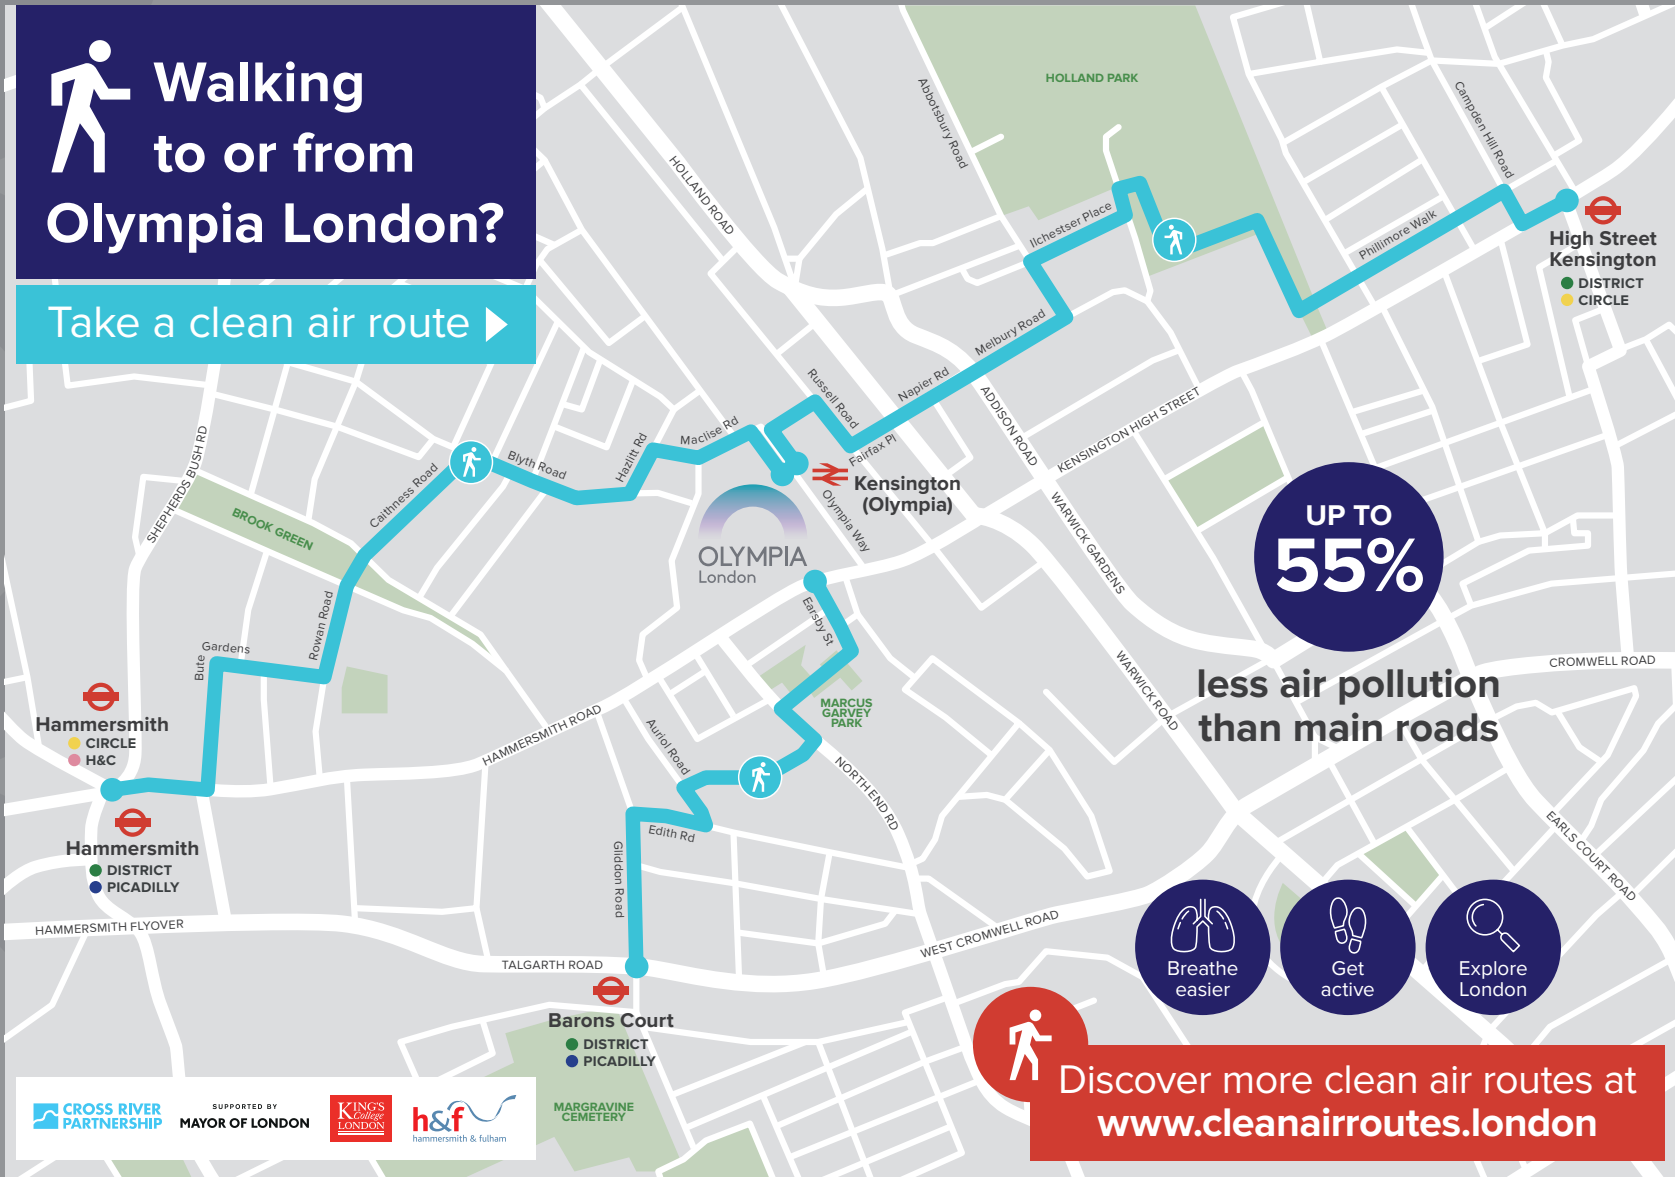 Walking
to or from
Olympia London?
Take a clean air route
HOLLAND PARK
Abbotsbury Road
Campden Hill Road
HOLLAND ROAD
Ilchestser Place
Phillimore Walk
High Street
Kensington
DISTRICT
CIRCLE
Melbury Road
Napier Rd
Russell Road
ADDISON ROAD
KENSINGTON HIGH STREET
Fairfax Pl
Maclise Rd
Hazlitt Rd
Blyth Road
Caithness Road
SHEPHERDS BUSH RD
BROOK GREEN
Kensington
(Olympia)
Olympia Way
OLYMPIA
London
WARWICK GARDENS
UP TO
55%
less air pollution
than main roads
Earsby St
Rowan Road
Bute
Gardens
WARWICK ROAD
CROMWELL ROAD
MARCUS
GARVEY
PARK
Hammersmith
CIRCLE
H&C
HAMMERSMITH ROAD
Auriol Road
NORTH END RD
Edith Rd
Gliddon Road
Hammersmith
DISTRICT
PICADILLY
EARLS COURT ROAD
HAMMERSMITH FLYOVER
TALGARTH ROAD
WEST CROMWELL ROAD
Breathe
easier
Get
active
Explore
London
Barons Court
DISTRICT
PICADILLY
MARGRAVINE
CEMETERY
Discover more clean air routes at
www.cleanairroutes.london
CROSS RIVER
PARTNERSHIP
SUPPORTED BY
MAYOR OF LONDON
KING'S
College
LONDON
h&f
hammersmith & fulham